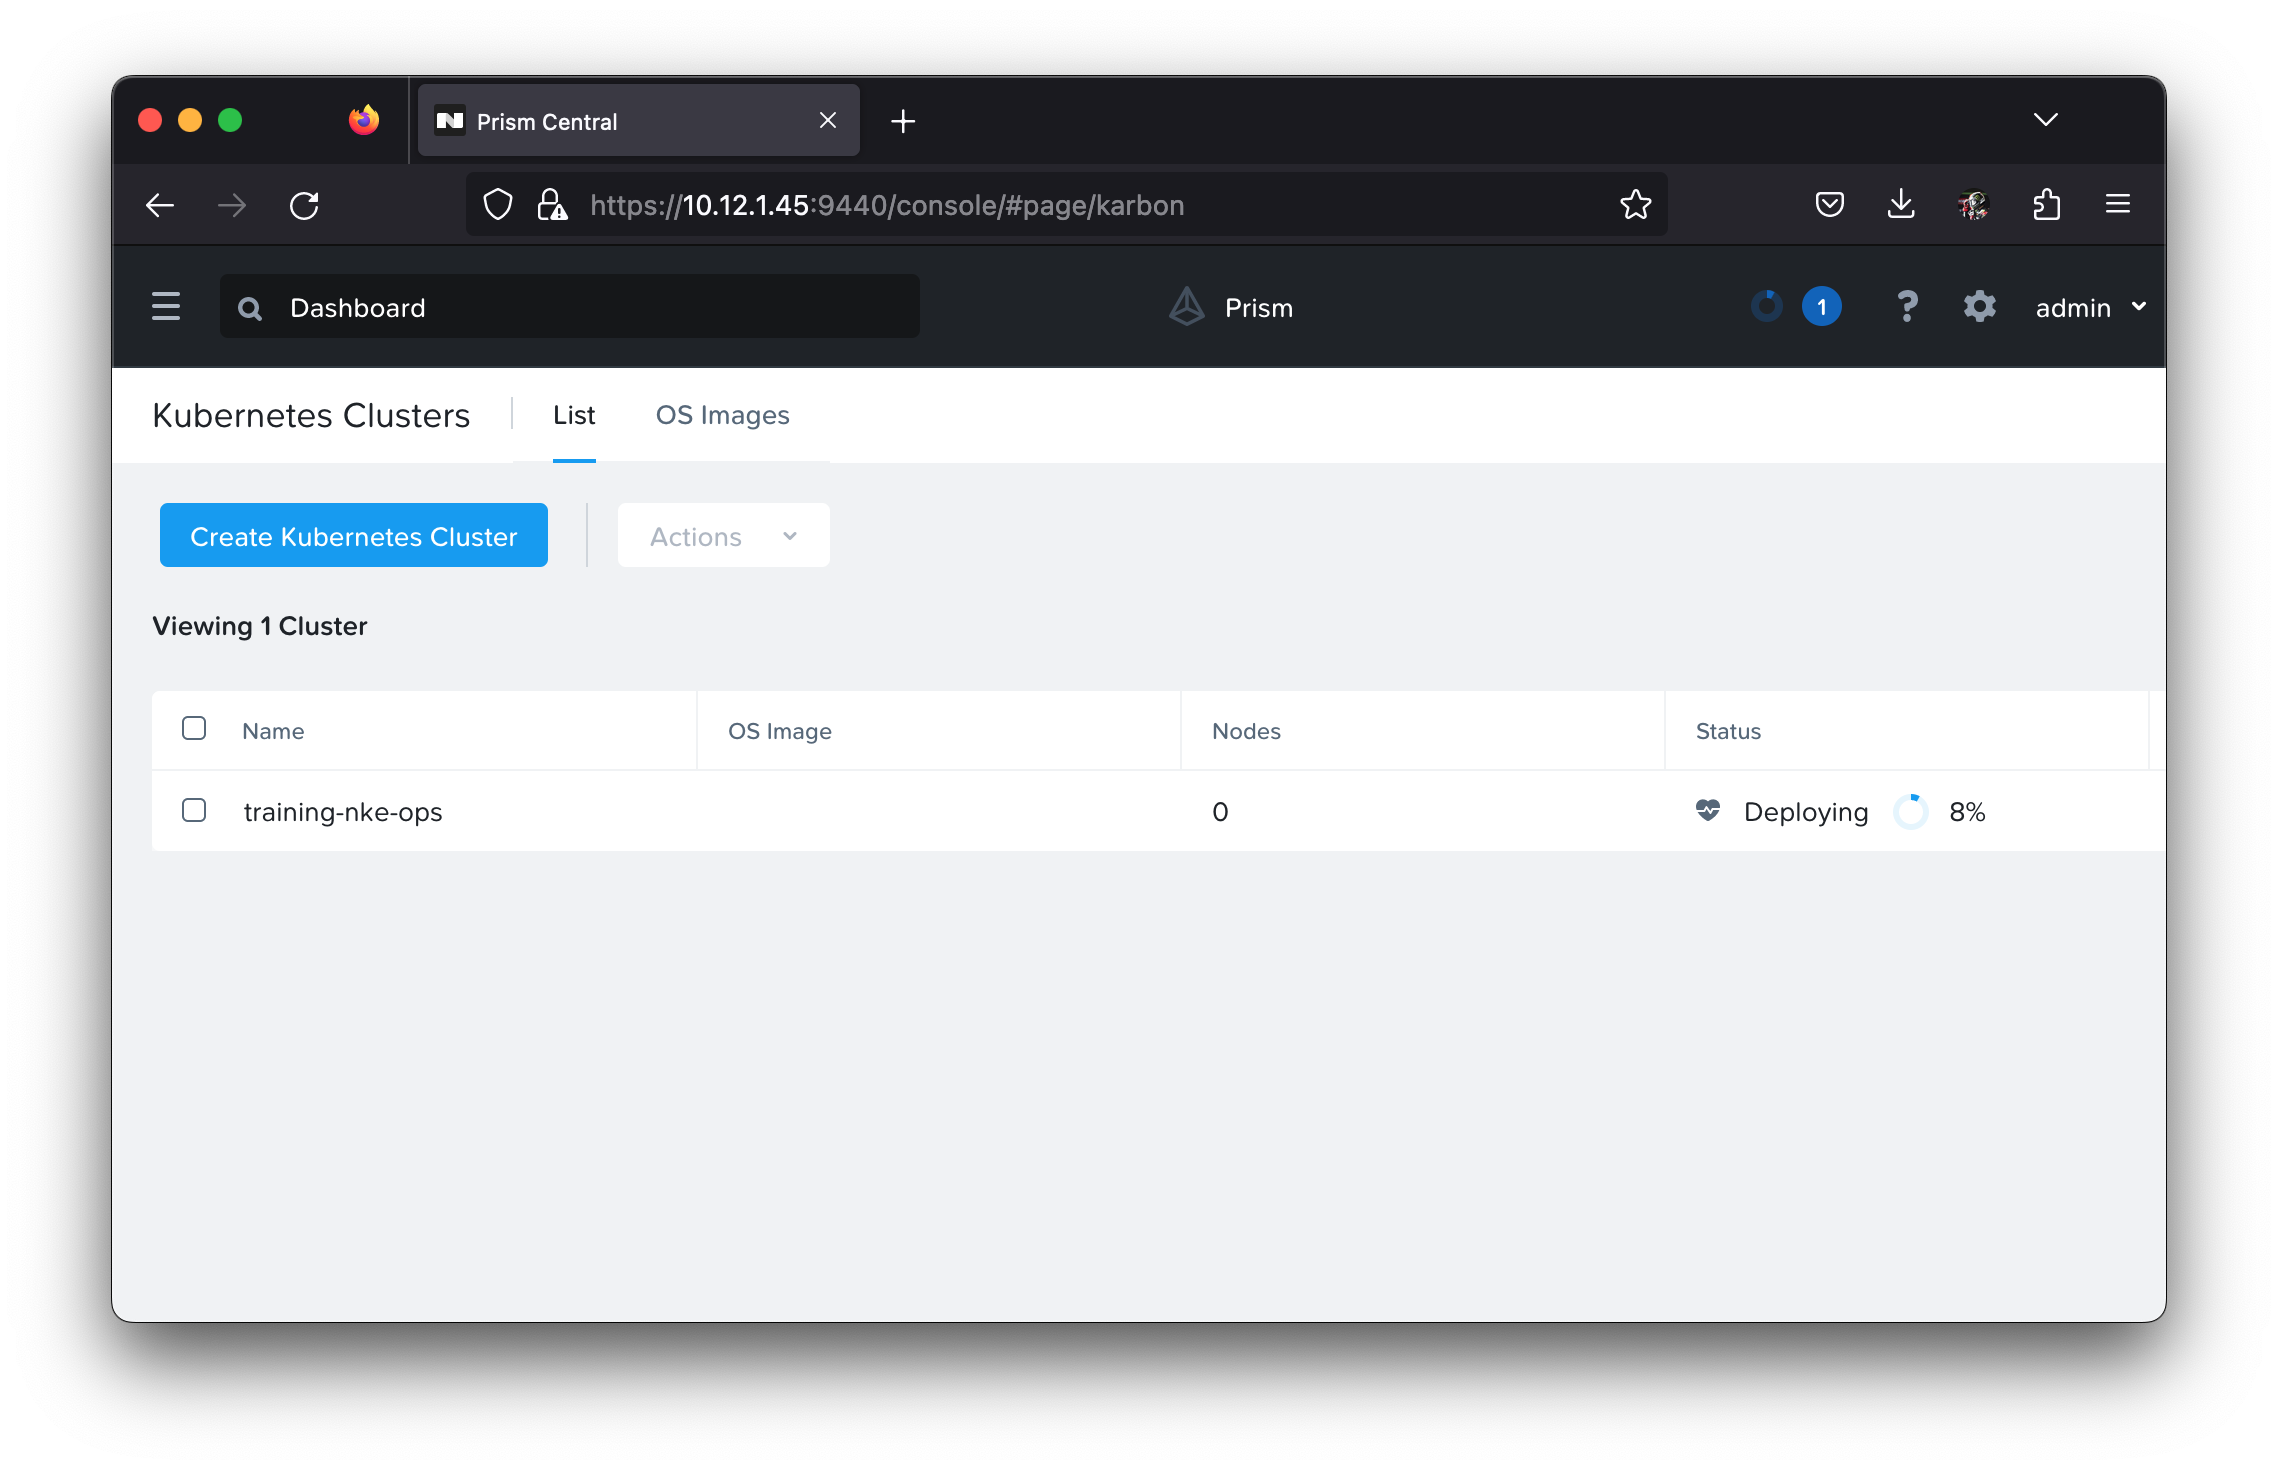 Prism Central
https://10.12.1.45:9440/console/#page/karbon
Dashboard
Prism
1
?
admin
Kubernetes Clusters
List
OS Images
Create Kubernetes Cluster
Actions
Viewing 1 Cluster
Name
OS Image
Nodes
Status
training-nke-ops
0
Deploying
8%